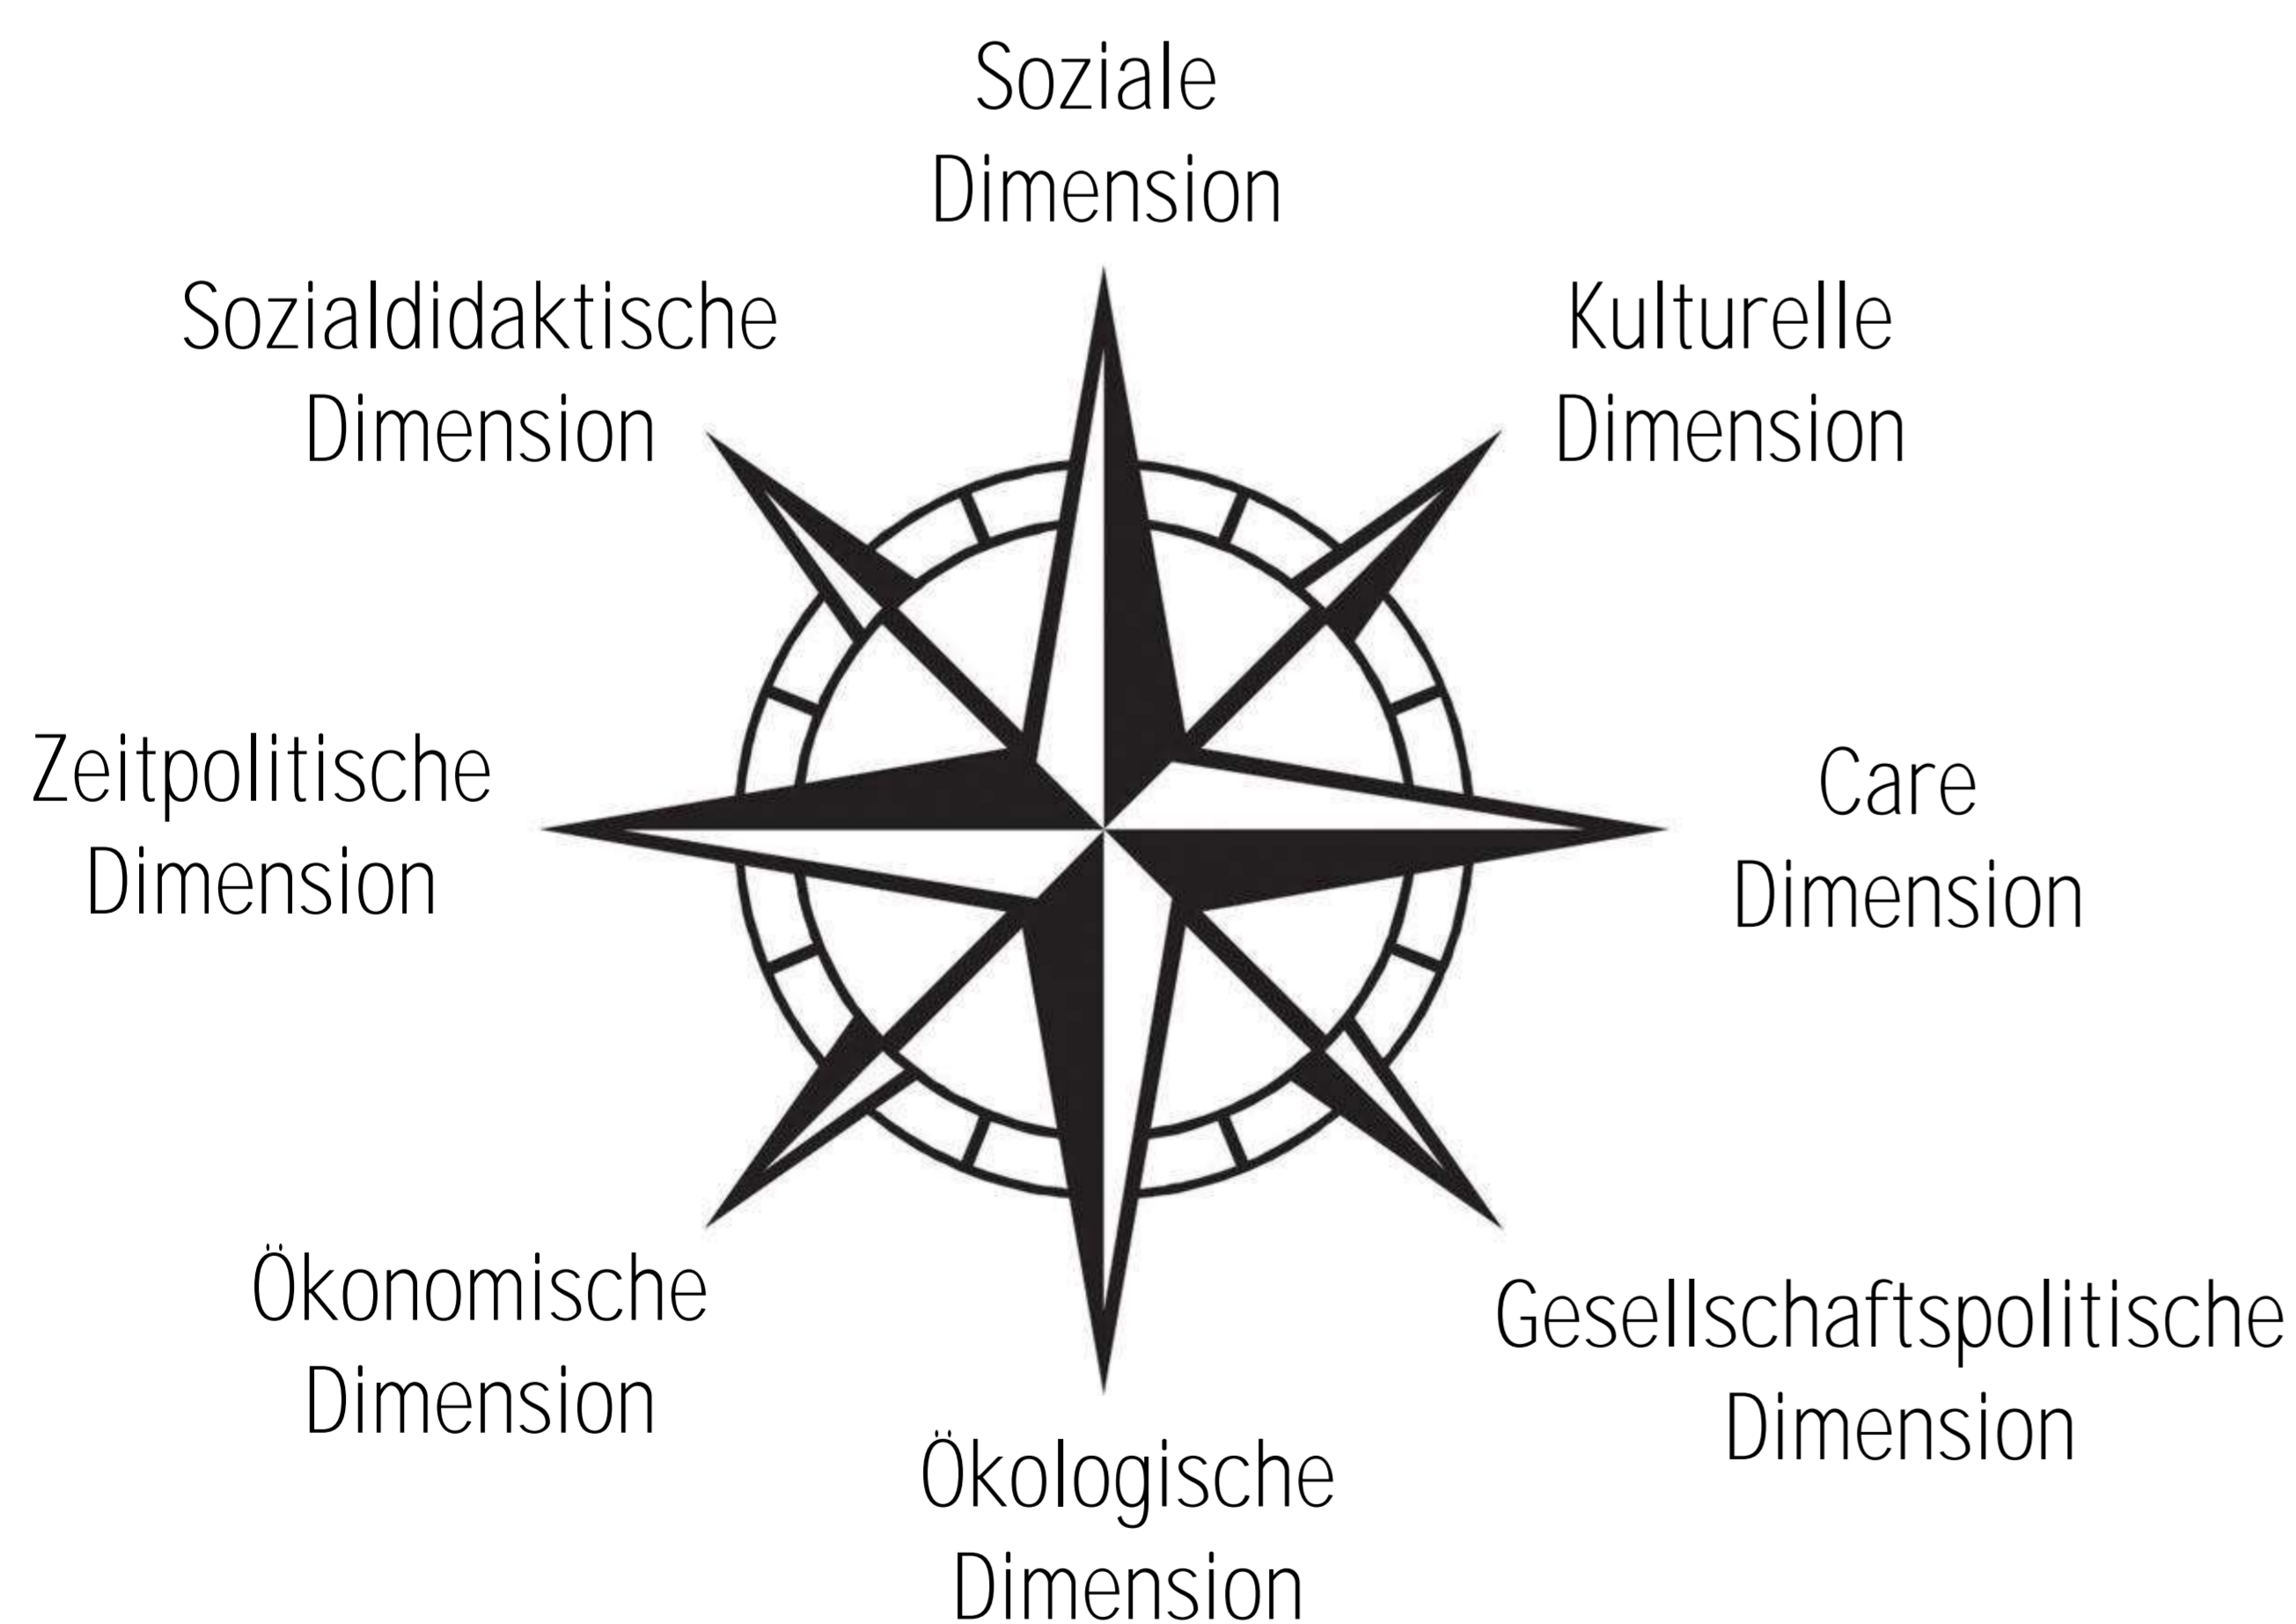 Soziale
Dimension
Sozialdidaktische
Dimension
Kulturelle
Dimension
Zeitpolitische
Dimension
Care
Dimension
Ökonomische
Dimension
Gesellschaftspolitische
Dimension
Ökologische
Dimension